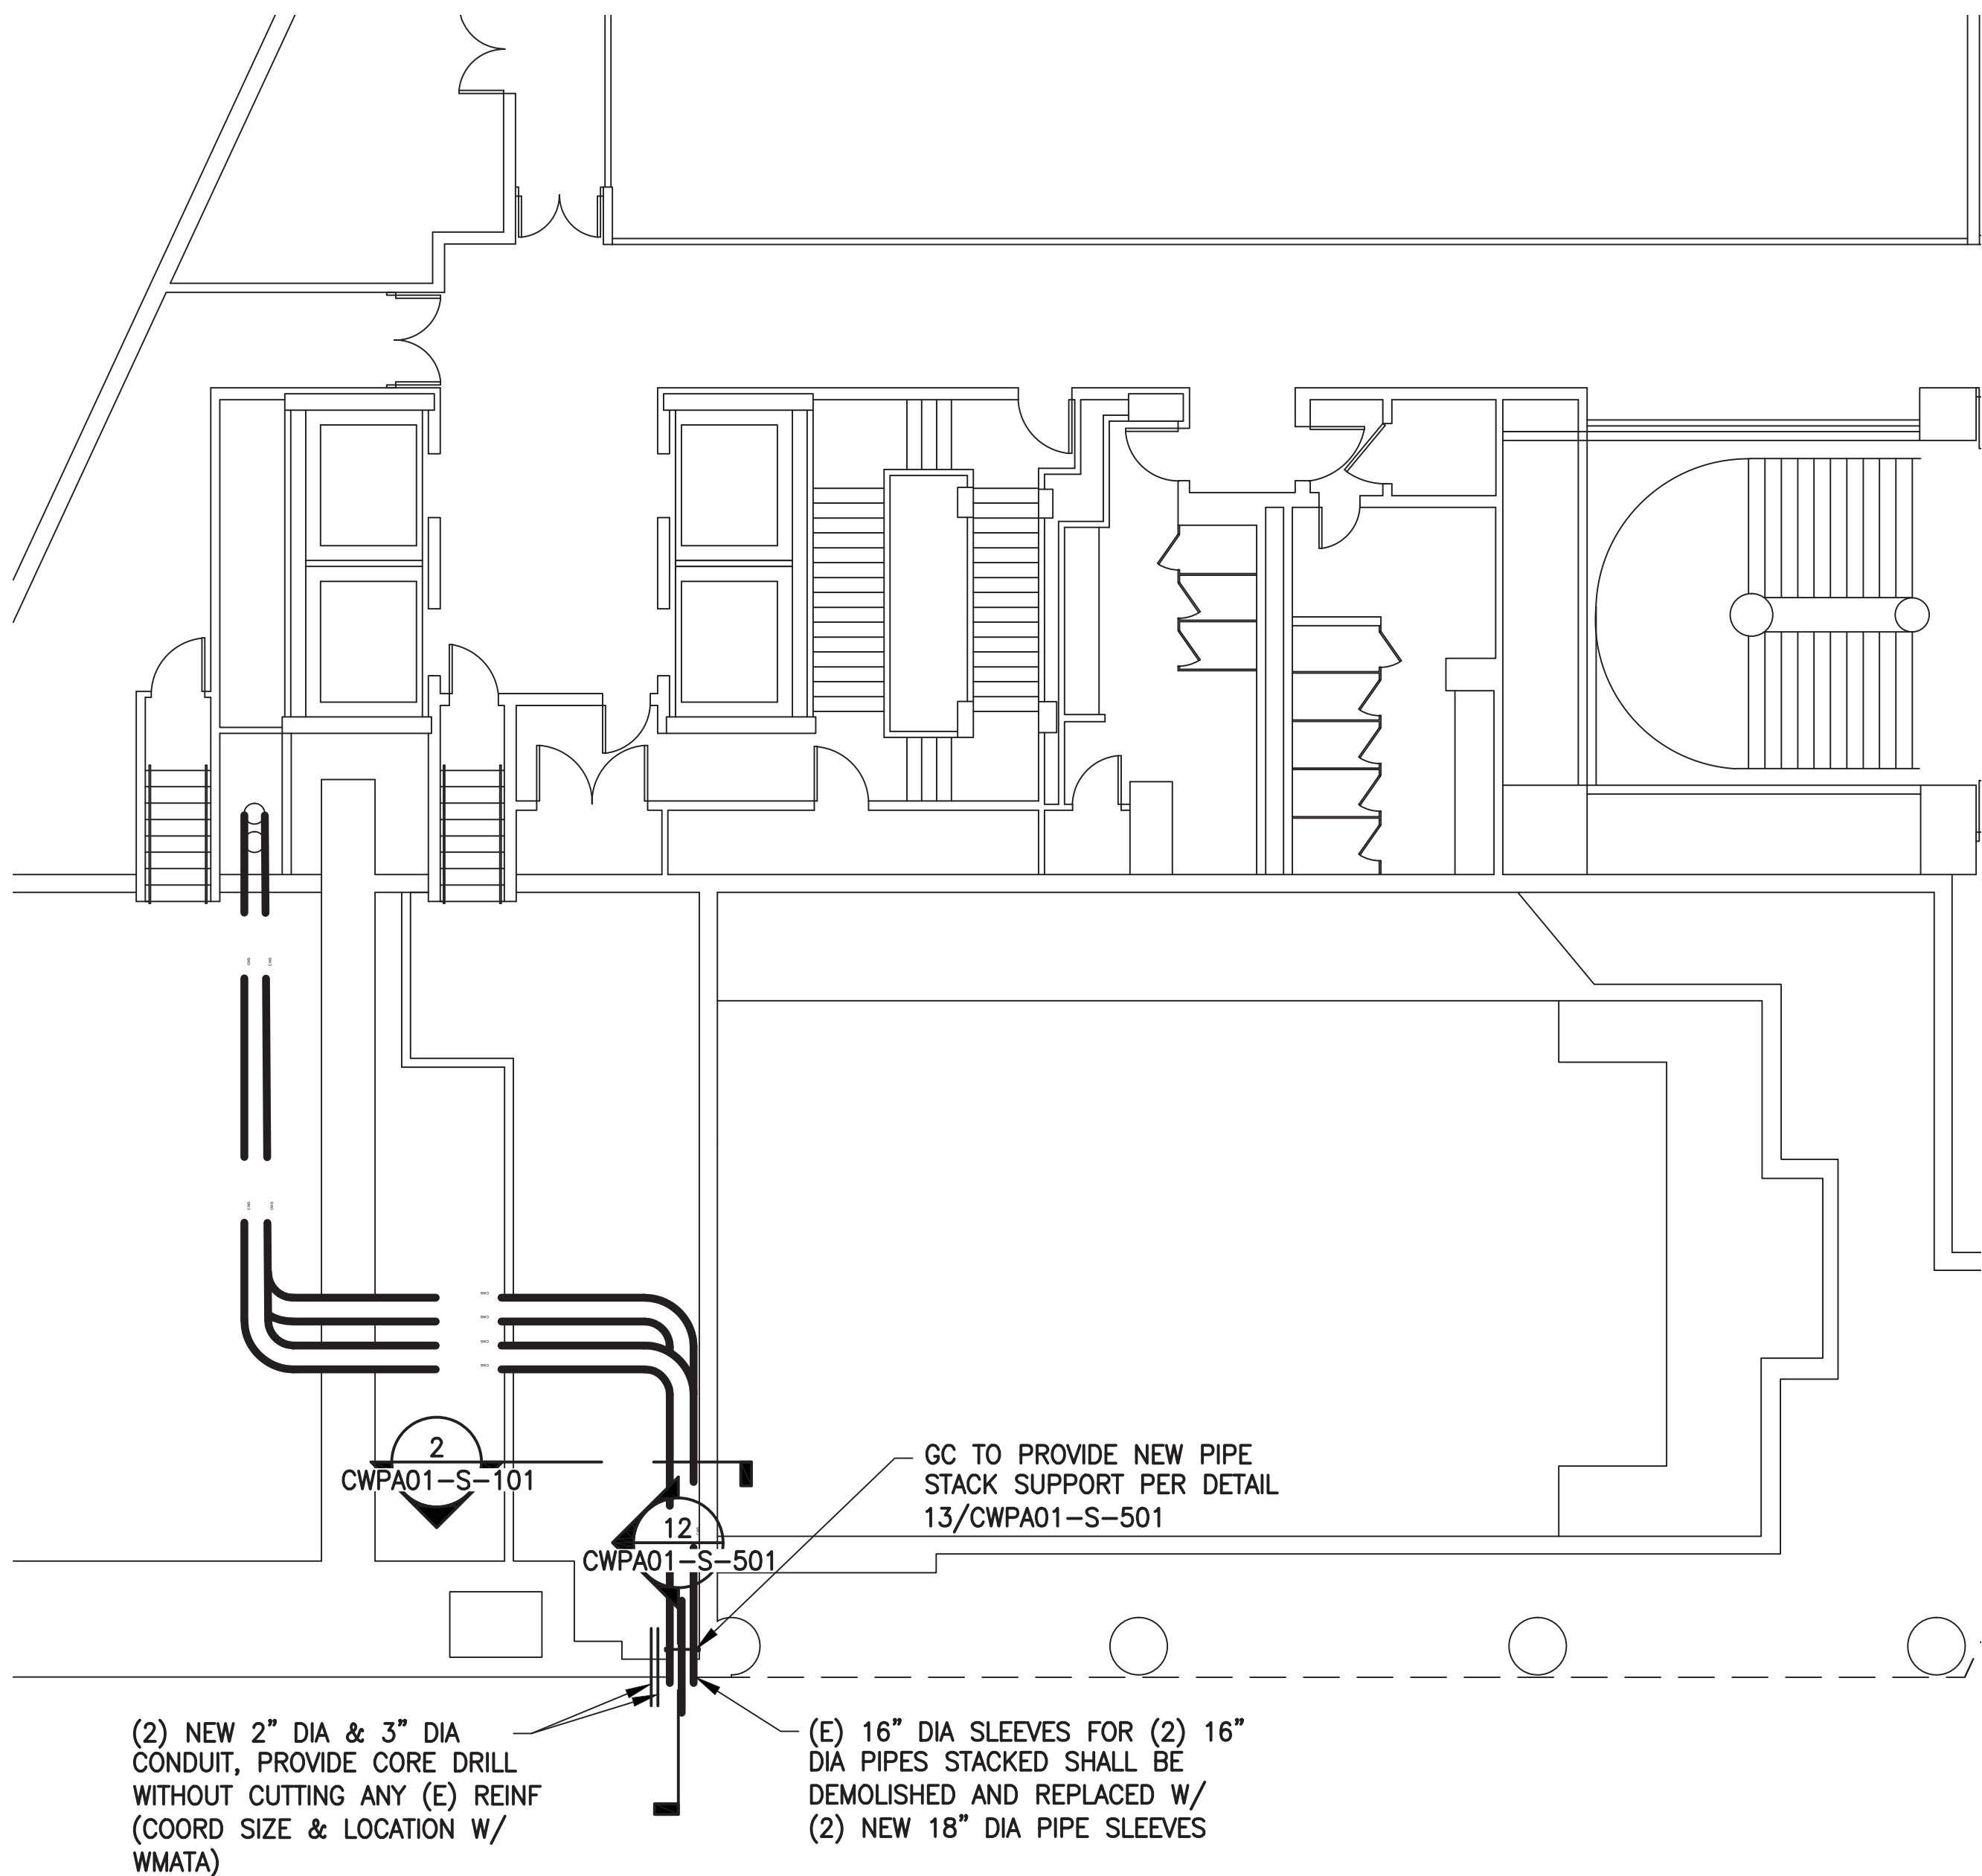 2
CWPA01-S-101
12
CWPA01-S-501
GC TO PROVIDE NEW PIPE
STACK SUPPORT PER DETAIL
13/CWPA01-S-501
(2) NEW 2" DIA & 3" DIA
CONDUIT, PROVIDE CORE DRILL
WITHOUT CUTTING ANY (E) REINF
(COORD SIZE & LOCATION W/
WMATA)
(E) 16" DIA SLEEVES FOR (2) 16"
DIA PIPES STACKED SHALL BE
DEMOLISHED AND REPLACED W/
(2) NEW 18" DIA PIPE SLEEVES